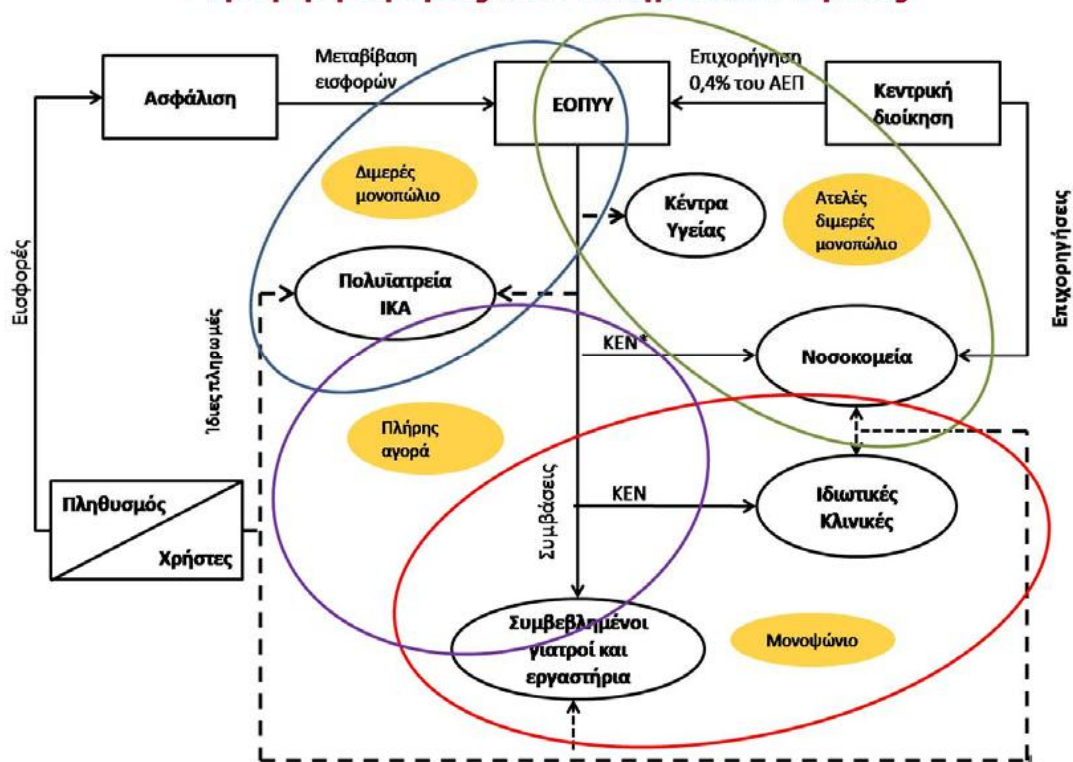 Μεταβίβαση
εισφορών
Επιχορήγηση
0,4% του ΑΕΠ
Ασφάλιση
ΕΟΠΥΥ
Κεντρική
διοίκηση
Διμερές
μονοπώλιο
Κέντρα
Υγείας
Ατελές
διμερές
μονοπώλιο
Εισφορές
Επιχορηγήσεις
Πολυϊατρεία
ΙΚΑ
Ίδιες πληρωμές
ΚΕΝ*
Νοσοκομεία
Πλήρης
αγορά
Συμβάσεις
ΚΕΝ
Ιδιωτικές
Κλινικές
Πληθυσμός
Χρήστες
Συμβεβλημένοι
γιατροί και
εργαστήρια
Μονοψώνιο